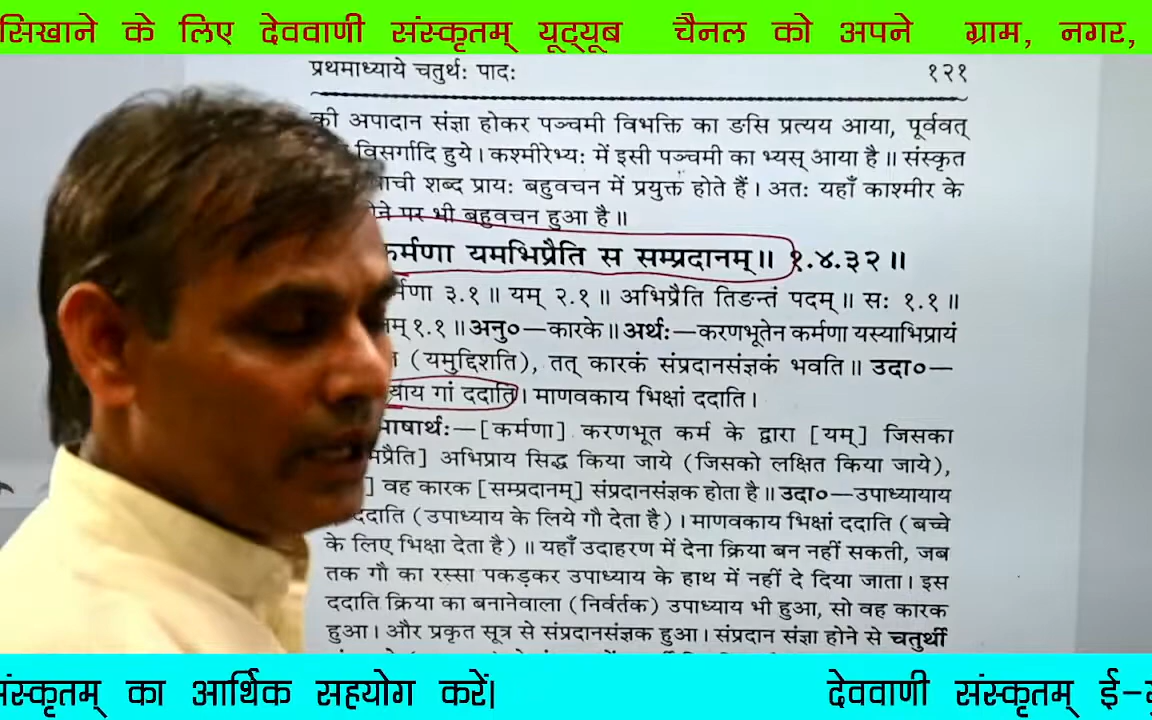 सिखाने के लिए देववाणी संस्कृतम् यूट्यूब चैनल को अपने ग्राम, नगर,
प्रथमाध्याये चतुर्थ: पाद: १२१
की अपादान संज्ञा होकर पञ्चमी विभक्ति का ङसि प्रत्यय आया, पूर्ववत्
विसर्गादि हुये। कश्मीरेभ्य: में इसी पञ्चमी का भ्यस् आया है॥ संस्कृत
वाची शब्द प्राय: बहुवचन में प्रयुक्त होते हैं। अत: यहाँ काश्मीर के
पर भी बहुवचन हुआ है॥
कर्मणा यमभिप्रैति स सम्प्रदानम्॥ १.४.३२॥
र्मणा ३.१॥ यम् २.१॥ अभिप्रैति तिङन्तं पदम्॥ स: १.१॥
नम् १.१॥ अनु०—कारके॥ अर्थ:—करणभूतेन कर्मणा यस्याभिप्रायं
(यमुद्दिशति), तत् कारकं संप्रदानसंज्ञकं भवति॥ उदा०—
याय गां ददाति। माणवकाय भिक्षां ददाति।
भाषार्थ:—[कर्मणा] करणभूत कर्म के द्वारा [यम्] जिसका
प्रैति] अभिप्राय सिद्ध किया जाये (जिसको लक्षित किया जाये),
] वह कारक [सम्प्रदानम्] संप्रदानसंज्ञक होता है॥ उदा०—उपाध्यायाय
ददाति (उपाध्याय के लिये गौ देता है)। माणवकाय भिक्षां ददाति (बच्चे
के लिए भिक्षा देता है)॥ यहाँ उदाहरण में देना क्रिया बन नहीं सकती, जब
तक गौ का रस्सा पकड़कर उपाध्याय के हाथ में नहीं दे दिया जाता। इस
ददाति क्रिया का बनानेवाला (निर्वर्तक) उपाध्याय भी हुआ, सो वह कारक
हुआ। और प्रकृत सूत्र से संप्रदानसंज्ञक हुआ। संप्रदान संज्ञा होने से चतुर्थी
संस्कृतम् का आर्थिक सहयोग करें। देववाणी संस्कृतम् ई-